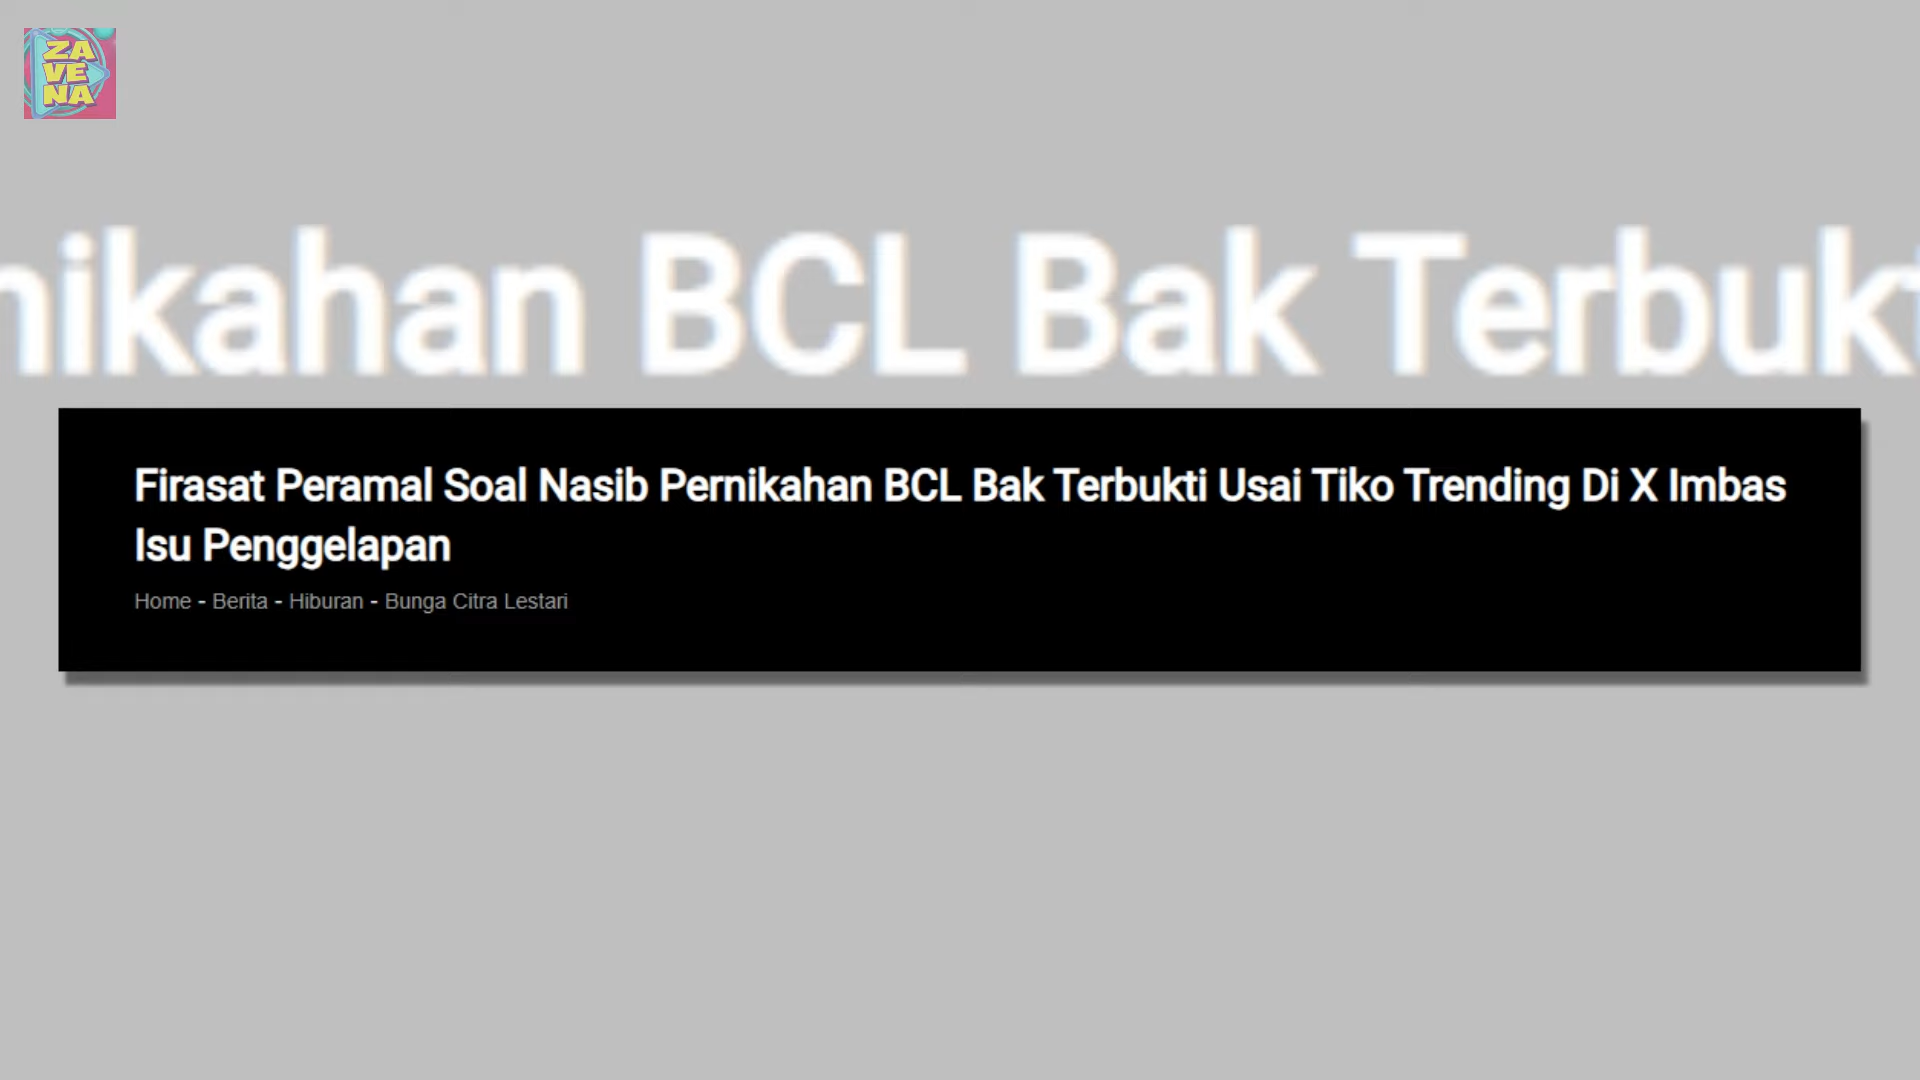 ZA
VE
NA
nikahan BCL Bak Terbukt
Firasat Peramal Soal Nasib Pernikahan BCL Bak Terbukti Usai Tiko Trending Di X Imbas
Isu Penggelapan
Home - Berita - Hiburan - Bunga Citra Lestari